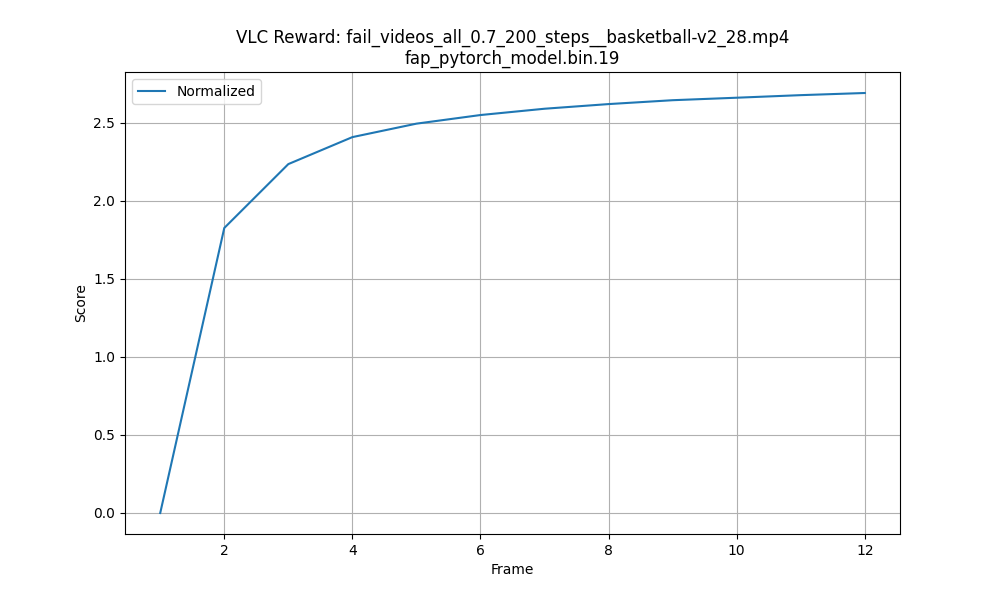 VLC Reward: fail_videos_all_0.7_200_steps__basketball-v2_28.mp4
fap_pytorch_model.bin.19
Normalized
2.5
2.0
1.5
1.0
0.5
0.0
Score
2 4 6 8 10 12
Frame